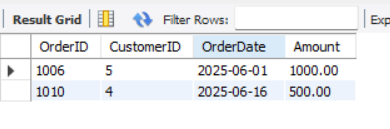 Result Grid Filter Rows: Exp
OrderID CustomerID OrderDate Amount
1006 5 2025-06-01 1000.00
1010 4 2025-06-16 500.00